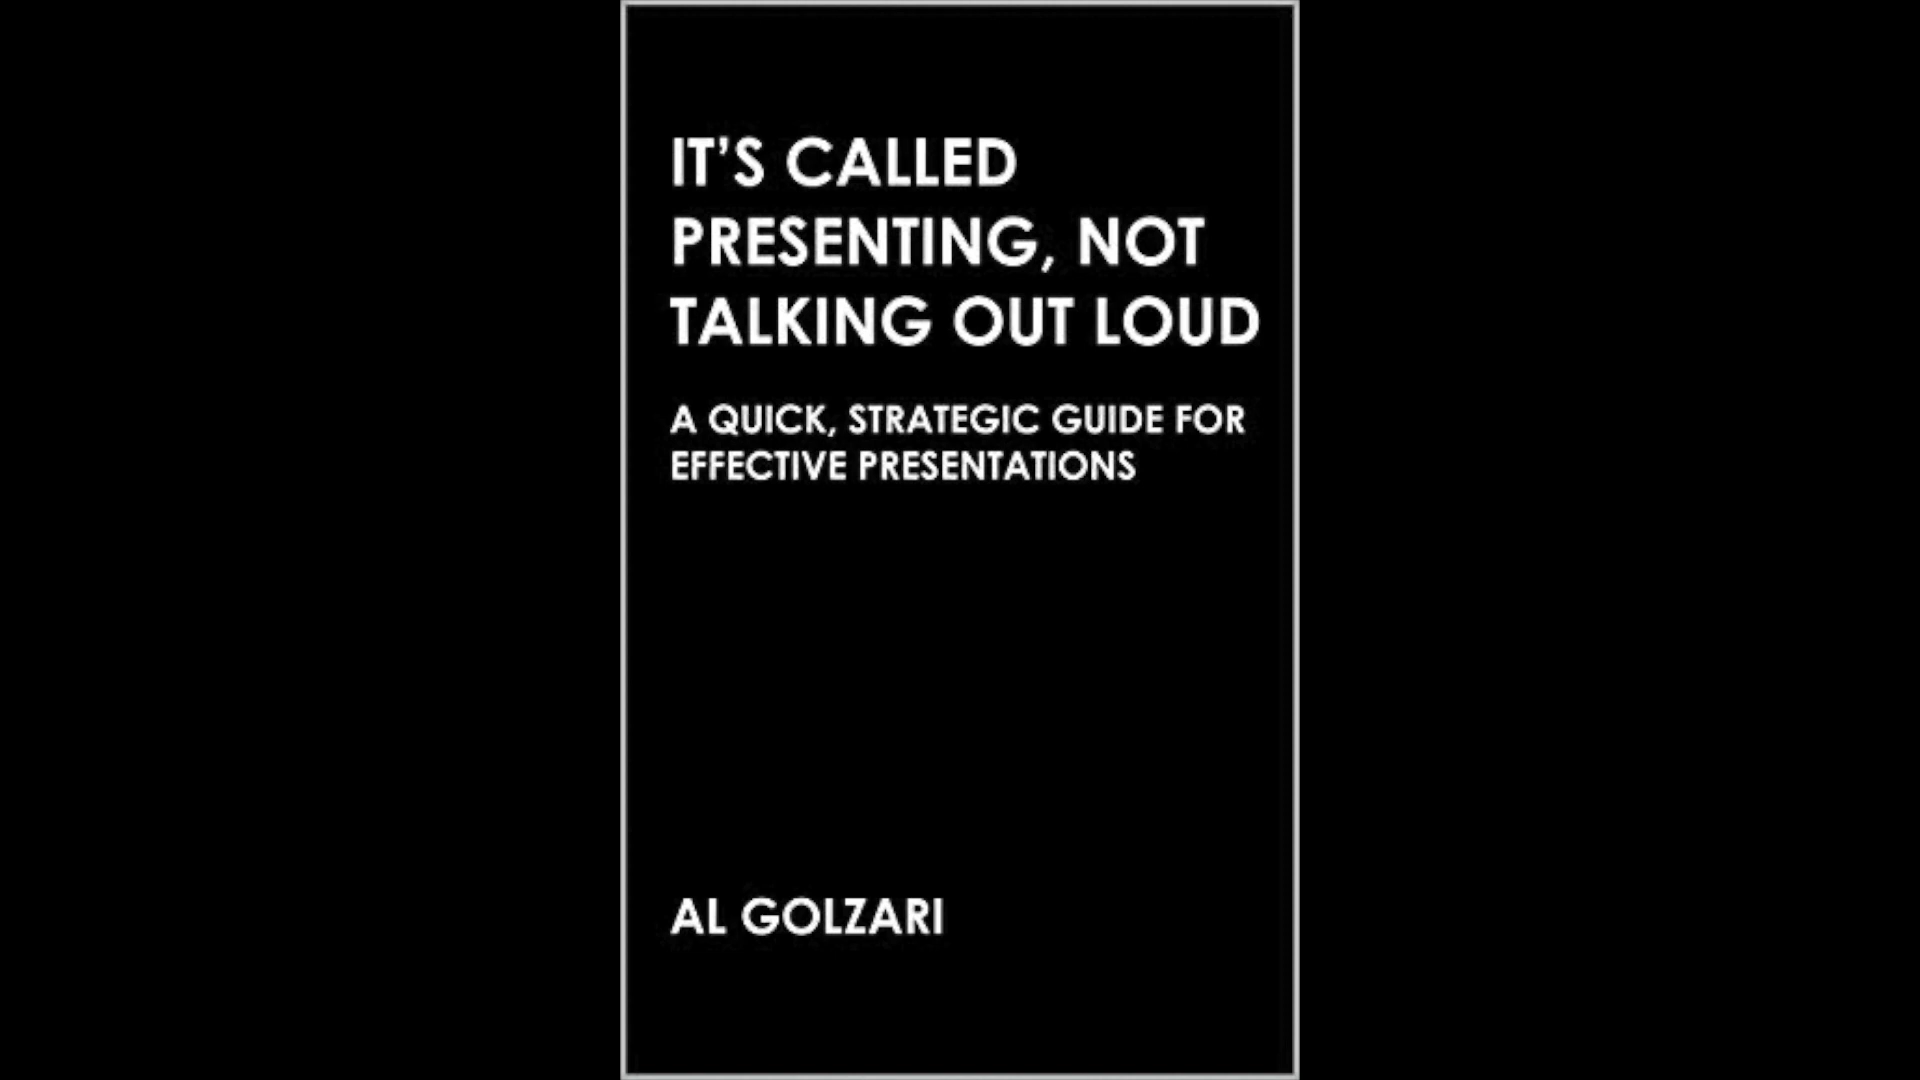 IT’S CALLED
PRESENTING, NOT
TALKING OUT LOUD
A QUICK, STRATEGIC GUIDE FOR
EFFECTIVE PRESENTATIONS
AL GOLZARI